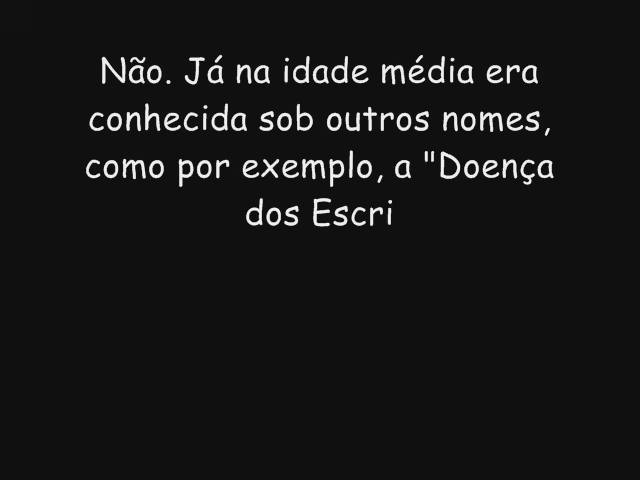 Não. Já na idade média era
conhecida sob outros nomes,
como por exemplo, a "Doença
dos Escri